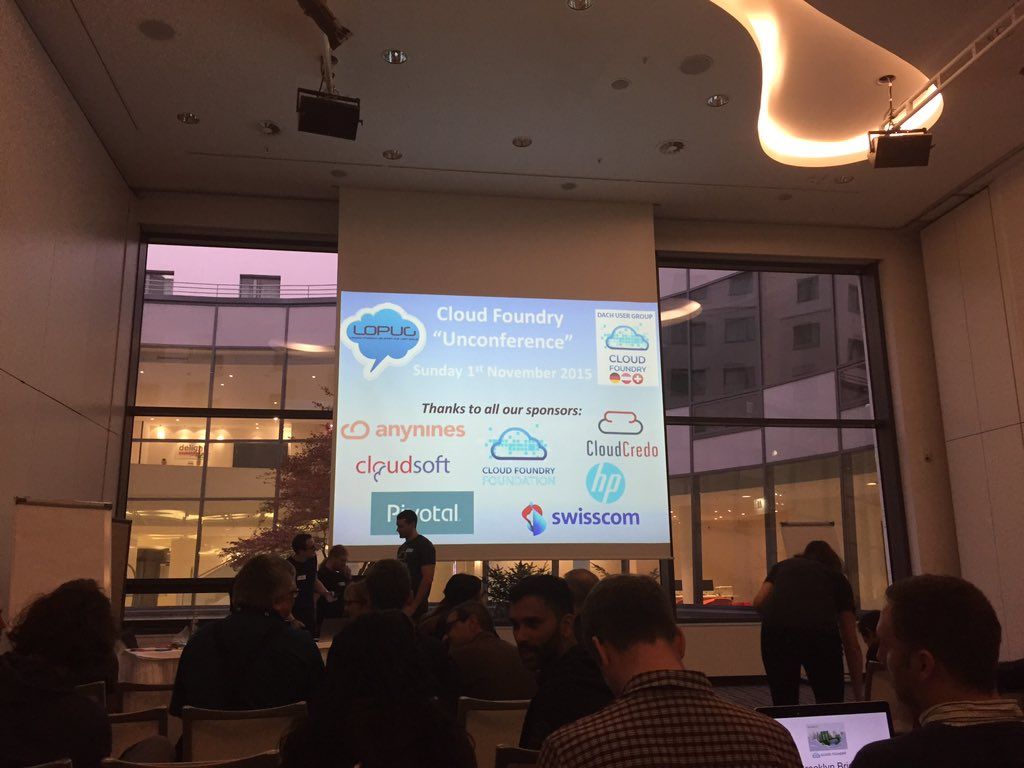 Cloud Foundry
"Unconference"
Sunday 1st November 2015
LOPUG
DACH USER GROUP
CLOUD
FOUNDRY
Thanks to all our sponsors:
anynines
CLOUD FOUNDRY
FOUNDATION
CloudCredo
cloudsoft
hp
Pivotal
swisscom